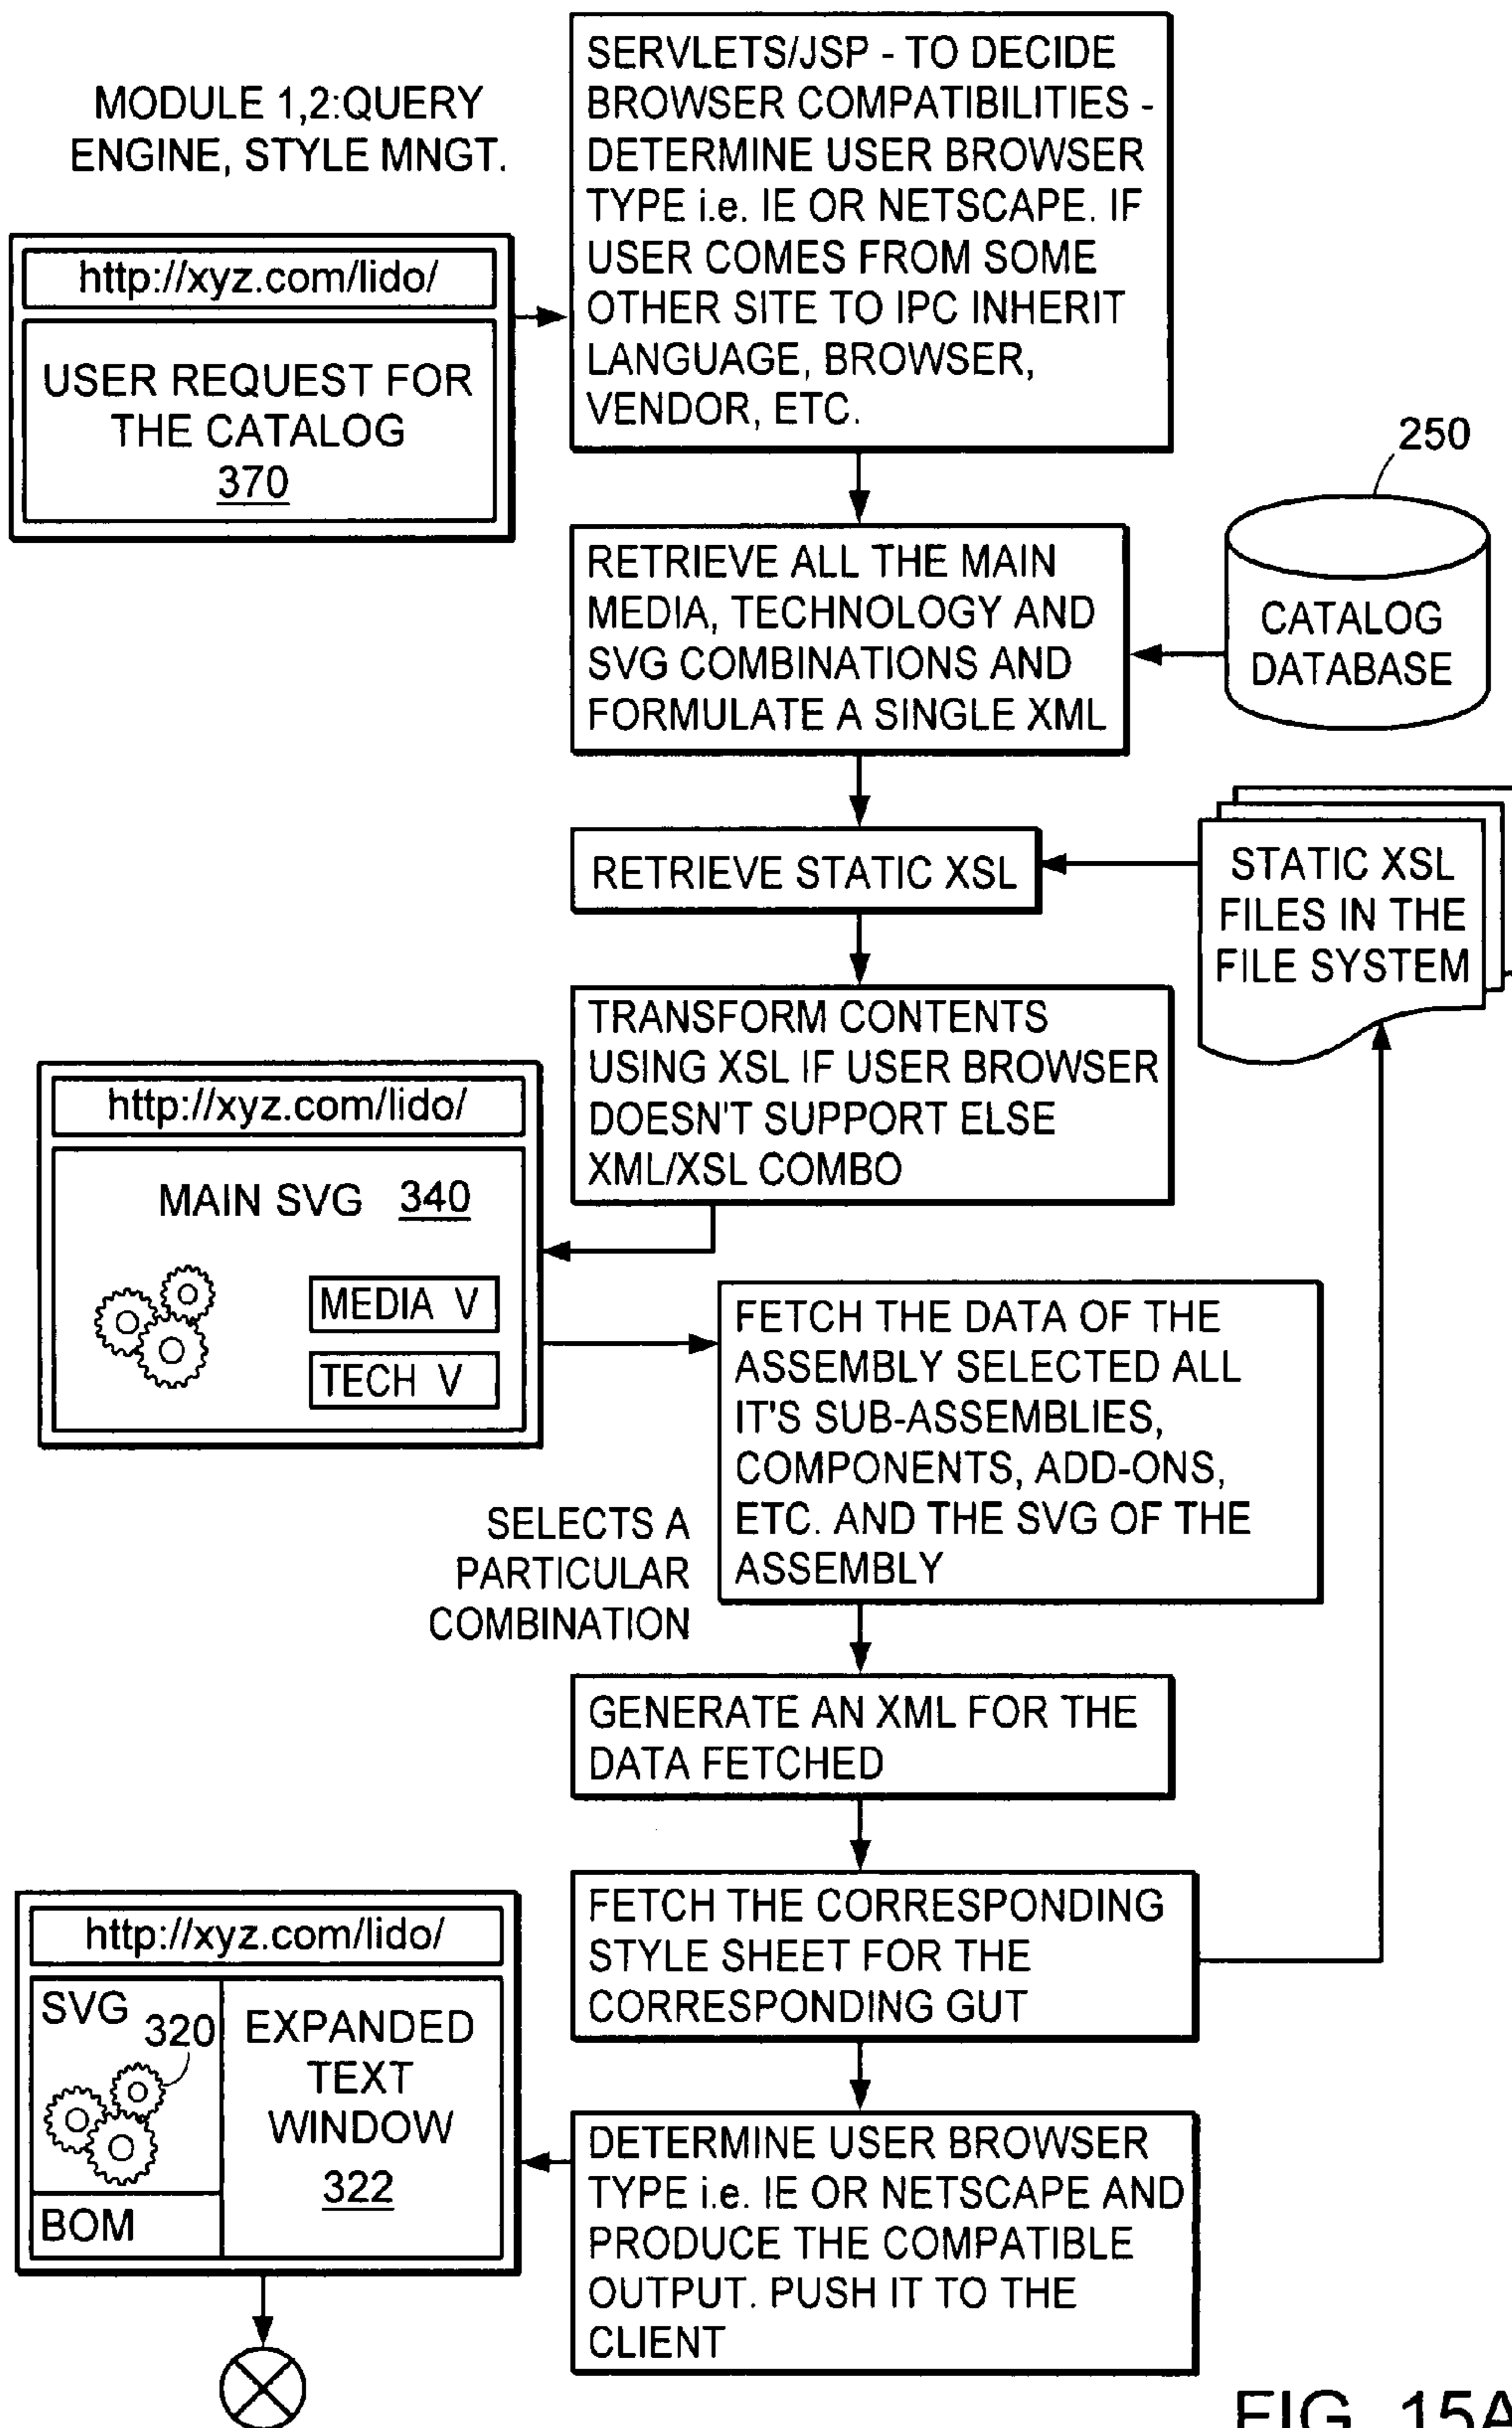 MODULE 1,2:QUERY
ENGINE, STYLE MNGT.
http://xyz.com/lido/
USER REQUEST FOR
THE CATALOG
370
SERVLETS/JSP - TO DECIDE
BROWSER COMPATIBILITIES -
DETERMINE USER BROWSER
TYPE i.e. IE OR NETSCAPE. IF
USER COMES FROM SOME
OTHER SITE TO IPC INHERIT
LANGUAGE, BROWSER,
VENDOR, ETC.
250
RETRIEVE ALL THE MAIN
MEDIA, TECHNOLOGY AND
SVG COMBINATIONS AND
FORMULATE A SINGLE XML
CATALOG
DATABASE
RETRIEVE STATIC XSL
STATIC XSL
FILES IN THE
FILE SYSTEM
TRANSFORM CONTENTS
USING XSL IF USER BROWSER
DOESN'T SUPPORT ELSE
XML/XSL COMBO
http://xyz.com/lido/
MAIN SVG 340
MEDIA V
TECH V
FETCH THE DATA OF THE
ASSEMBLY SELECTED ALL
IT'S SUB-ASSEMBLIES,
COMPONENTS, ADD-ONS,
ETC. AND THE SVG OF THE
ASSEMBLY
SELECTS A
PARTICULAR
COMBINATION
GENERATE AN XML FOR THE
DATA FETCHED
FETCH THE CORRESPONDING
STYLE SHEET FOR THE
CORRESPONDING GUT
http://xyz.com/lido/
SVG
320
BOM
EXPANDED
TEXT
WINDOW
322
DETERMINE USER BROWSER
TYPE i.e. IE OR NETSCAPE AND
PRODUCE THE COMPATIBLE
OUTPUT. PUSH IT TO THE
CLIENT
FIG. 15A